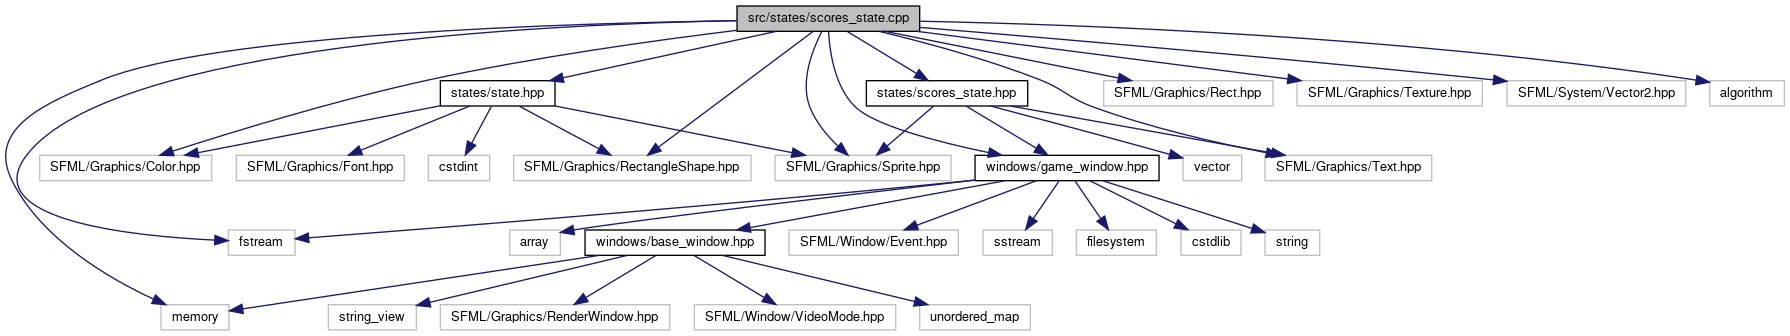 src/states/scores_state.cpp
states/state.hpp
states/scores_state.hpp
SFML/Graphics/Rect.hpp
SFML/Graphics/Texture.hpp
SFML/System/Vector2.hpp
algorithm
SFML/Graphics/Color.hpp
SFML/Graphics/Font.hpp
cstdint
SFML/Graphics/RectangleShape.hpp
SFML/Graphics/Sprite.hpp
windows/game_window.hpp
vector
SFML/Graphics/Text.hpp
fstream
array
windows/base_window.hpp
SFML/Window/Event.hpp
sstream
filesystem
cstdlib
string
memory
string_view
SFML/Graphics/RenderWindow.hpp
SFML/Window/VideoMode.hpp
unordered_map